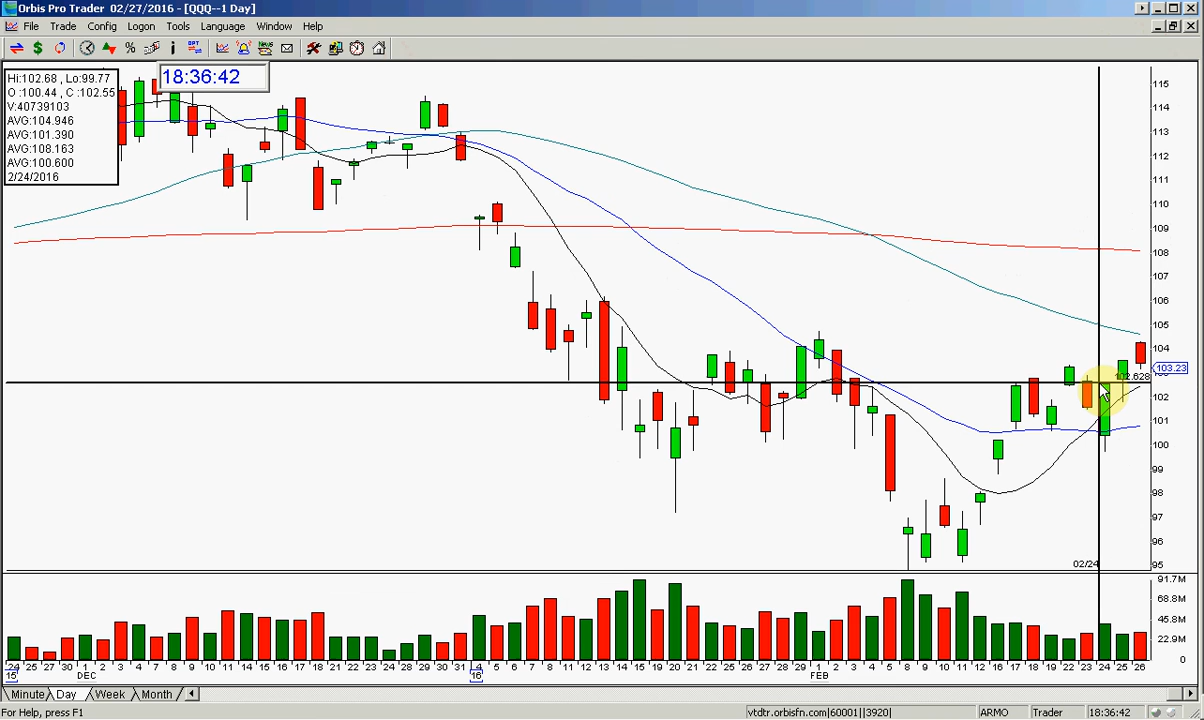 Orbis Pro Trader 02/27/2016 - [QQQ--1 Day]
File Trade Config Logon Tools Language Window Help
18:36:42
Hi:102.68 , Lo:99.77
O :100.44 , C :102.55
V:40739103
AVG:104.946
AVG:101.390
AVG:108.163
AVG:100.600
2/24/2016
115
114
113
112
111
110
109
108
107
106
105
104
103.23
102.628
102
101
100
99
98
97
96
02/24
95
91.7M
68.8M
45.8M
22.9M
0
24 25 27 30 1 2 3 4 7 8 9 10 11 14 15 16 17 18 21 22 23 24 28 29 30 31 4 5 6 7 8 11 12 13 14 15 19 20 21 22 25 26 27 28 29 1 2 3 4 5 8 9 10 11 12 16 17 18 19 22 23 24 25 26
15 DEC 16 FEB
Minute Day Week Month
For Help, press F1 vtdtr.orbisfn.com|60001||3920| ARMO Trader 18:36:42